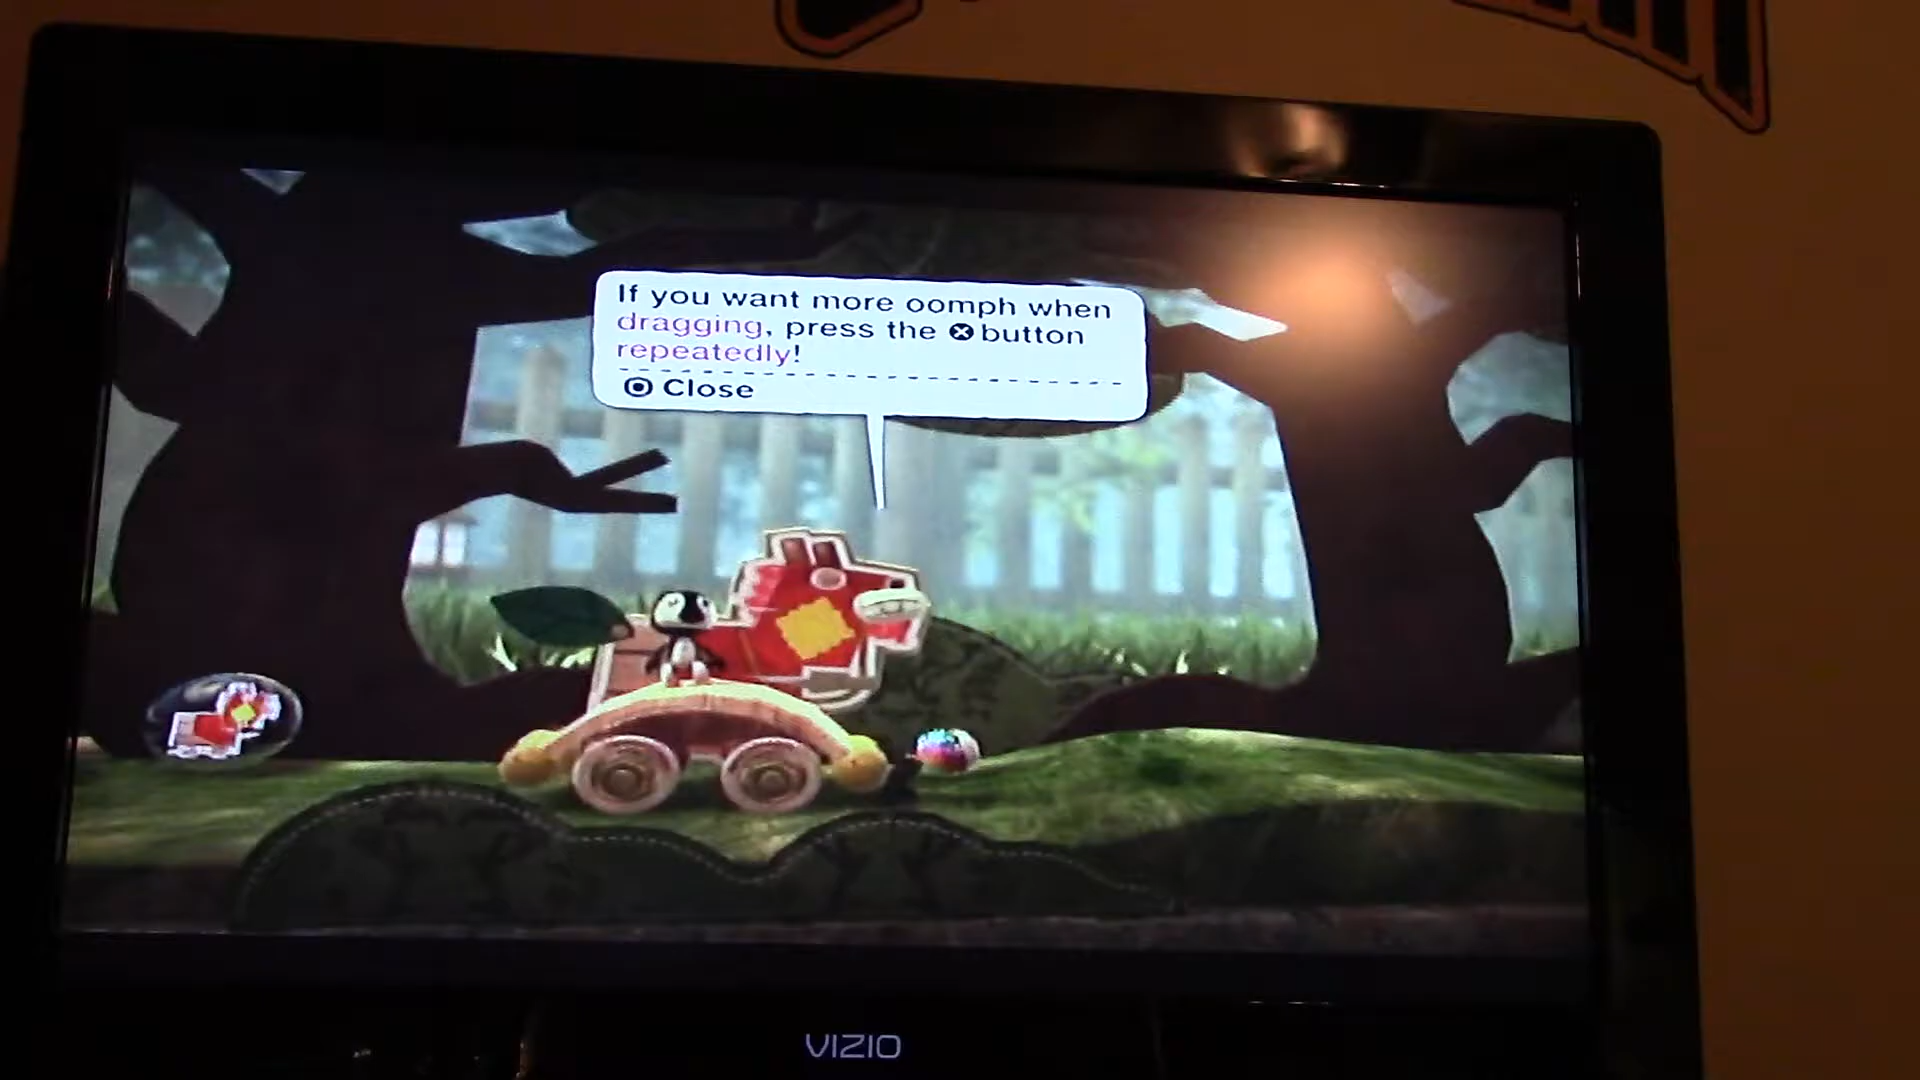 If you want more oomph when
dragging, press the ⓧ button
repeatedly!
Close
VIZIO